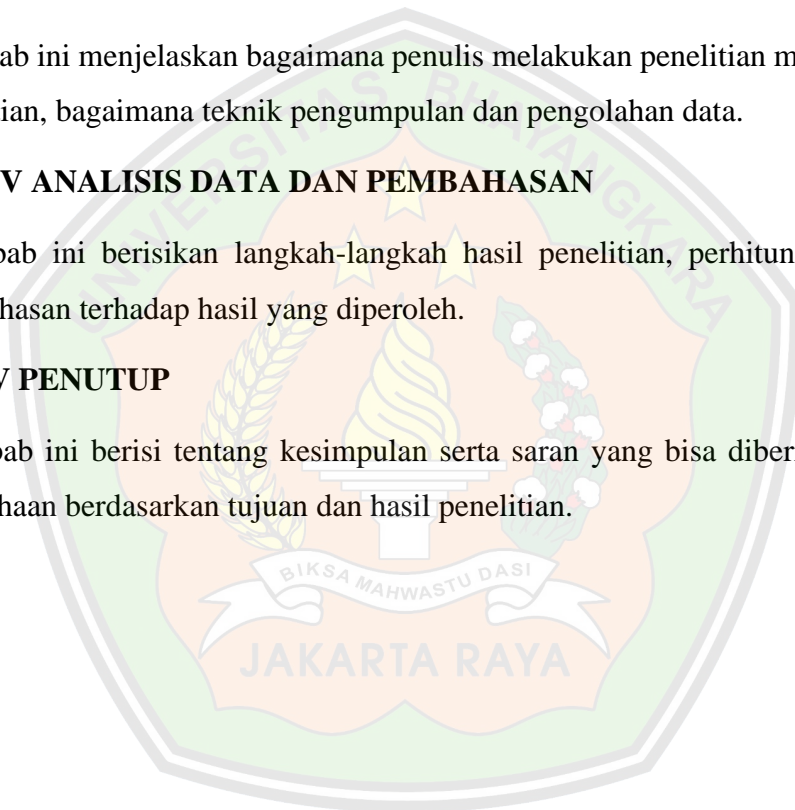 ab ini menjelaskan bagaimana penulis melakukan penelitian m
ian, bagaimana teknik pengumpulan dan pengolahan data.
V ANALISIS DATA DAN PEMBAHASAN
bab ini berisikan langkah-langkah hasil penelitian, perhitun
hasan terhadap hasil yang diperoleh.
V PENUTUP
bab ini berisi tentang kesimpulan serta saran yang bisa diber
haan berdasarkan tujuan dan hasil penelitian.
UNIVERSITAS BHAYANGKARA
BIKSA MAHWASTU DASI
JAKARTA RAYA